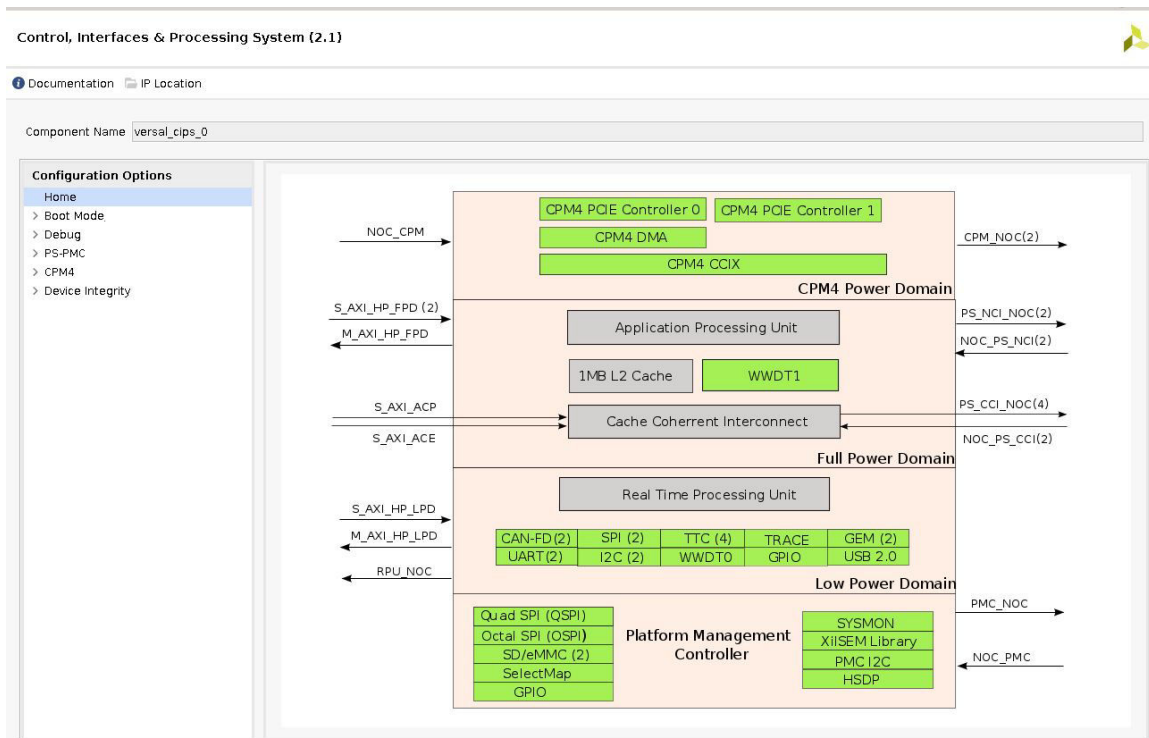 Control, Interfaces & Processing System (2.1)
Documentation IP Location
Component Name versal_cips_0
Configuration Options
Home
Boot Mode
Debug
PS-PMC
CPM4
Device Integrity
NOC_CPM
CPM4 PCIE Controller 0
CPM4 PCIE Controller 1
CPM4 DMA
CPM4 CCIX
CPM4 Power Domain
CPM_NOC(2)
S_AXI_HP_FPD (2)
M_AXI_HP_FPD
Application Processing Unit
PS_NCI_NOC(2)
NOC_PS_NCI(2)
1MB L2 Cache
WWDT1
S_AXI_ACP
S_AXI_ACE
Cache Coherrent Interconnect
PS_CCI_NOC(4)
NOC_PS_CCI(2)
Full Power Domain
Real Time Processing Unit
S_AXI_HP_LPD
M_AXI_HP_LPD
RPU_NOC
CAN-FD(2) SPI (2) TTC (4) TRACE GEM (2)
UART(2) I2C (2) WWDT0 GPIO USB 2.0
Low Power Domain
Quad SPI (QSPI)
Octal SPI (OSPI)
SD/eMMC (2)
SelectMap
GPIO
Platform Management
Controller
SYSMON
XilSEM Library
PMC I2C
HSDP
PMC_NOC
NOC_PMC